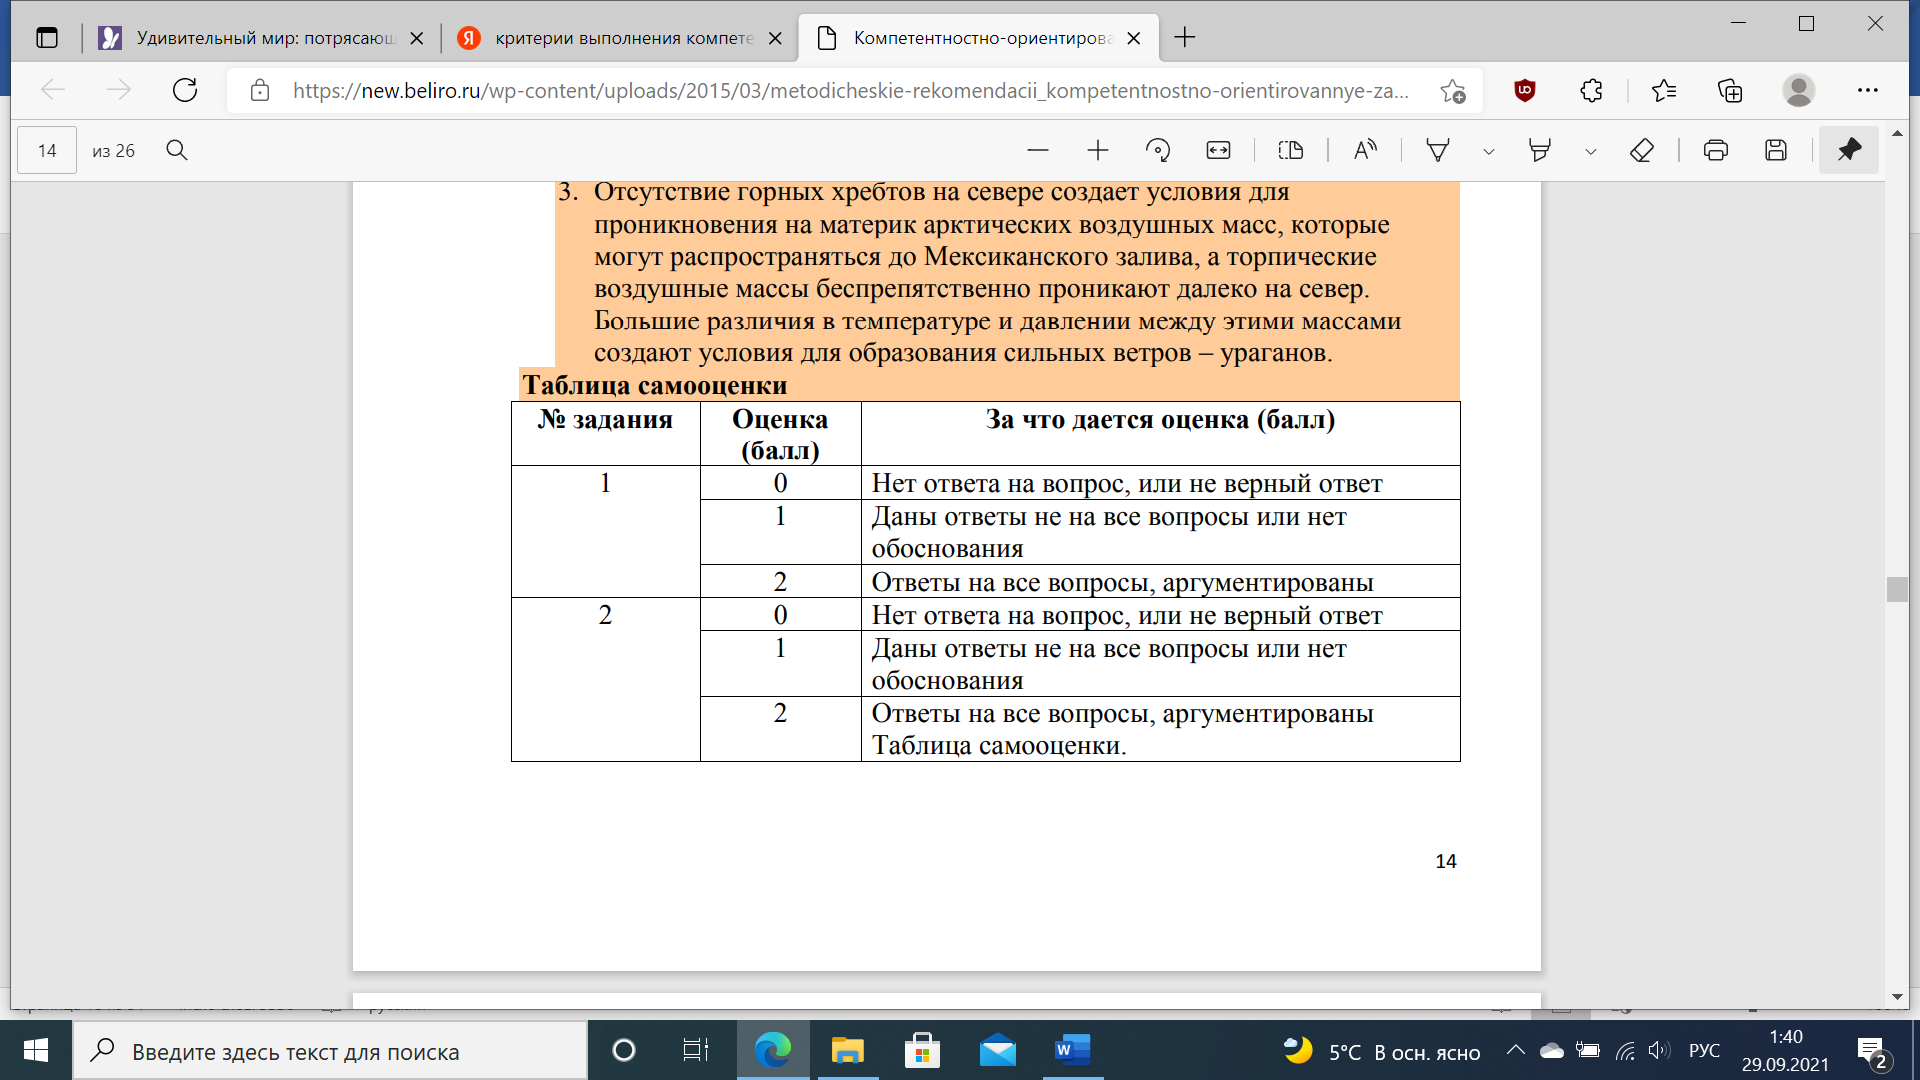 Удивительный мир: потрясающ
критерии выполнения компете
Компетентностно-ориентирова
https://new.beliro.ru/wp-content/uploads/2015/03/metodicheskie-rekomendacii_kompetentnostno-orientirovannye-za...
14 из 26
3. Отсутствие горных хребтов на севере создает условия для
проникновения на материк арктических воздушных масс, которые
могут распространяться до Мексиканского залива, а торпические
воздушные массы беспрепятственно проникают далеко на север.
Большие различия в температуре и давлении между этими массами
создают условия для образования сильных ветров – ураганов.
Таблица самооценки
№ задания
Оценка
(балл)
За что дается оценка (балл)
1
0
Нет ответа на вопрос, или не верный ответ
1
Даны ответы не на все вопросы или нет
обоснования
2
Ответы на все вопросы, аргументированы
2
0
Нет ответа на вопрос, или не верный ответ
1
Даны ответы не на все вопросы или нет
обоснования
2
Ответы на все вопросы, аргументированы
Таблица самооценки.
14
Введите здесь текст для поиска
5°C В осн. ясно
РУС
1:40
29.09.2021
2